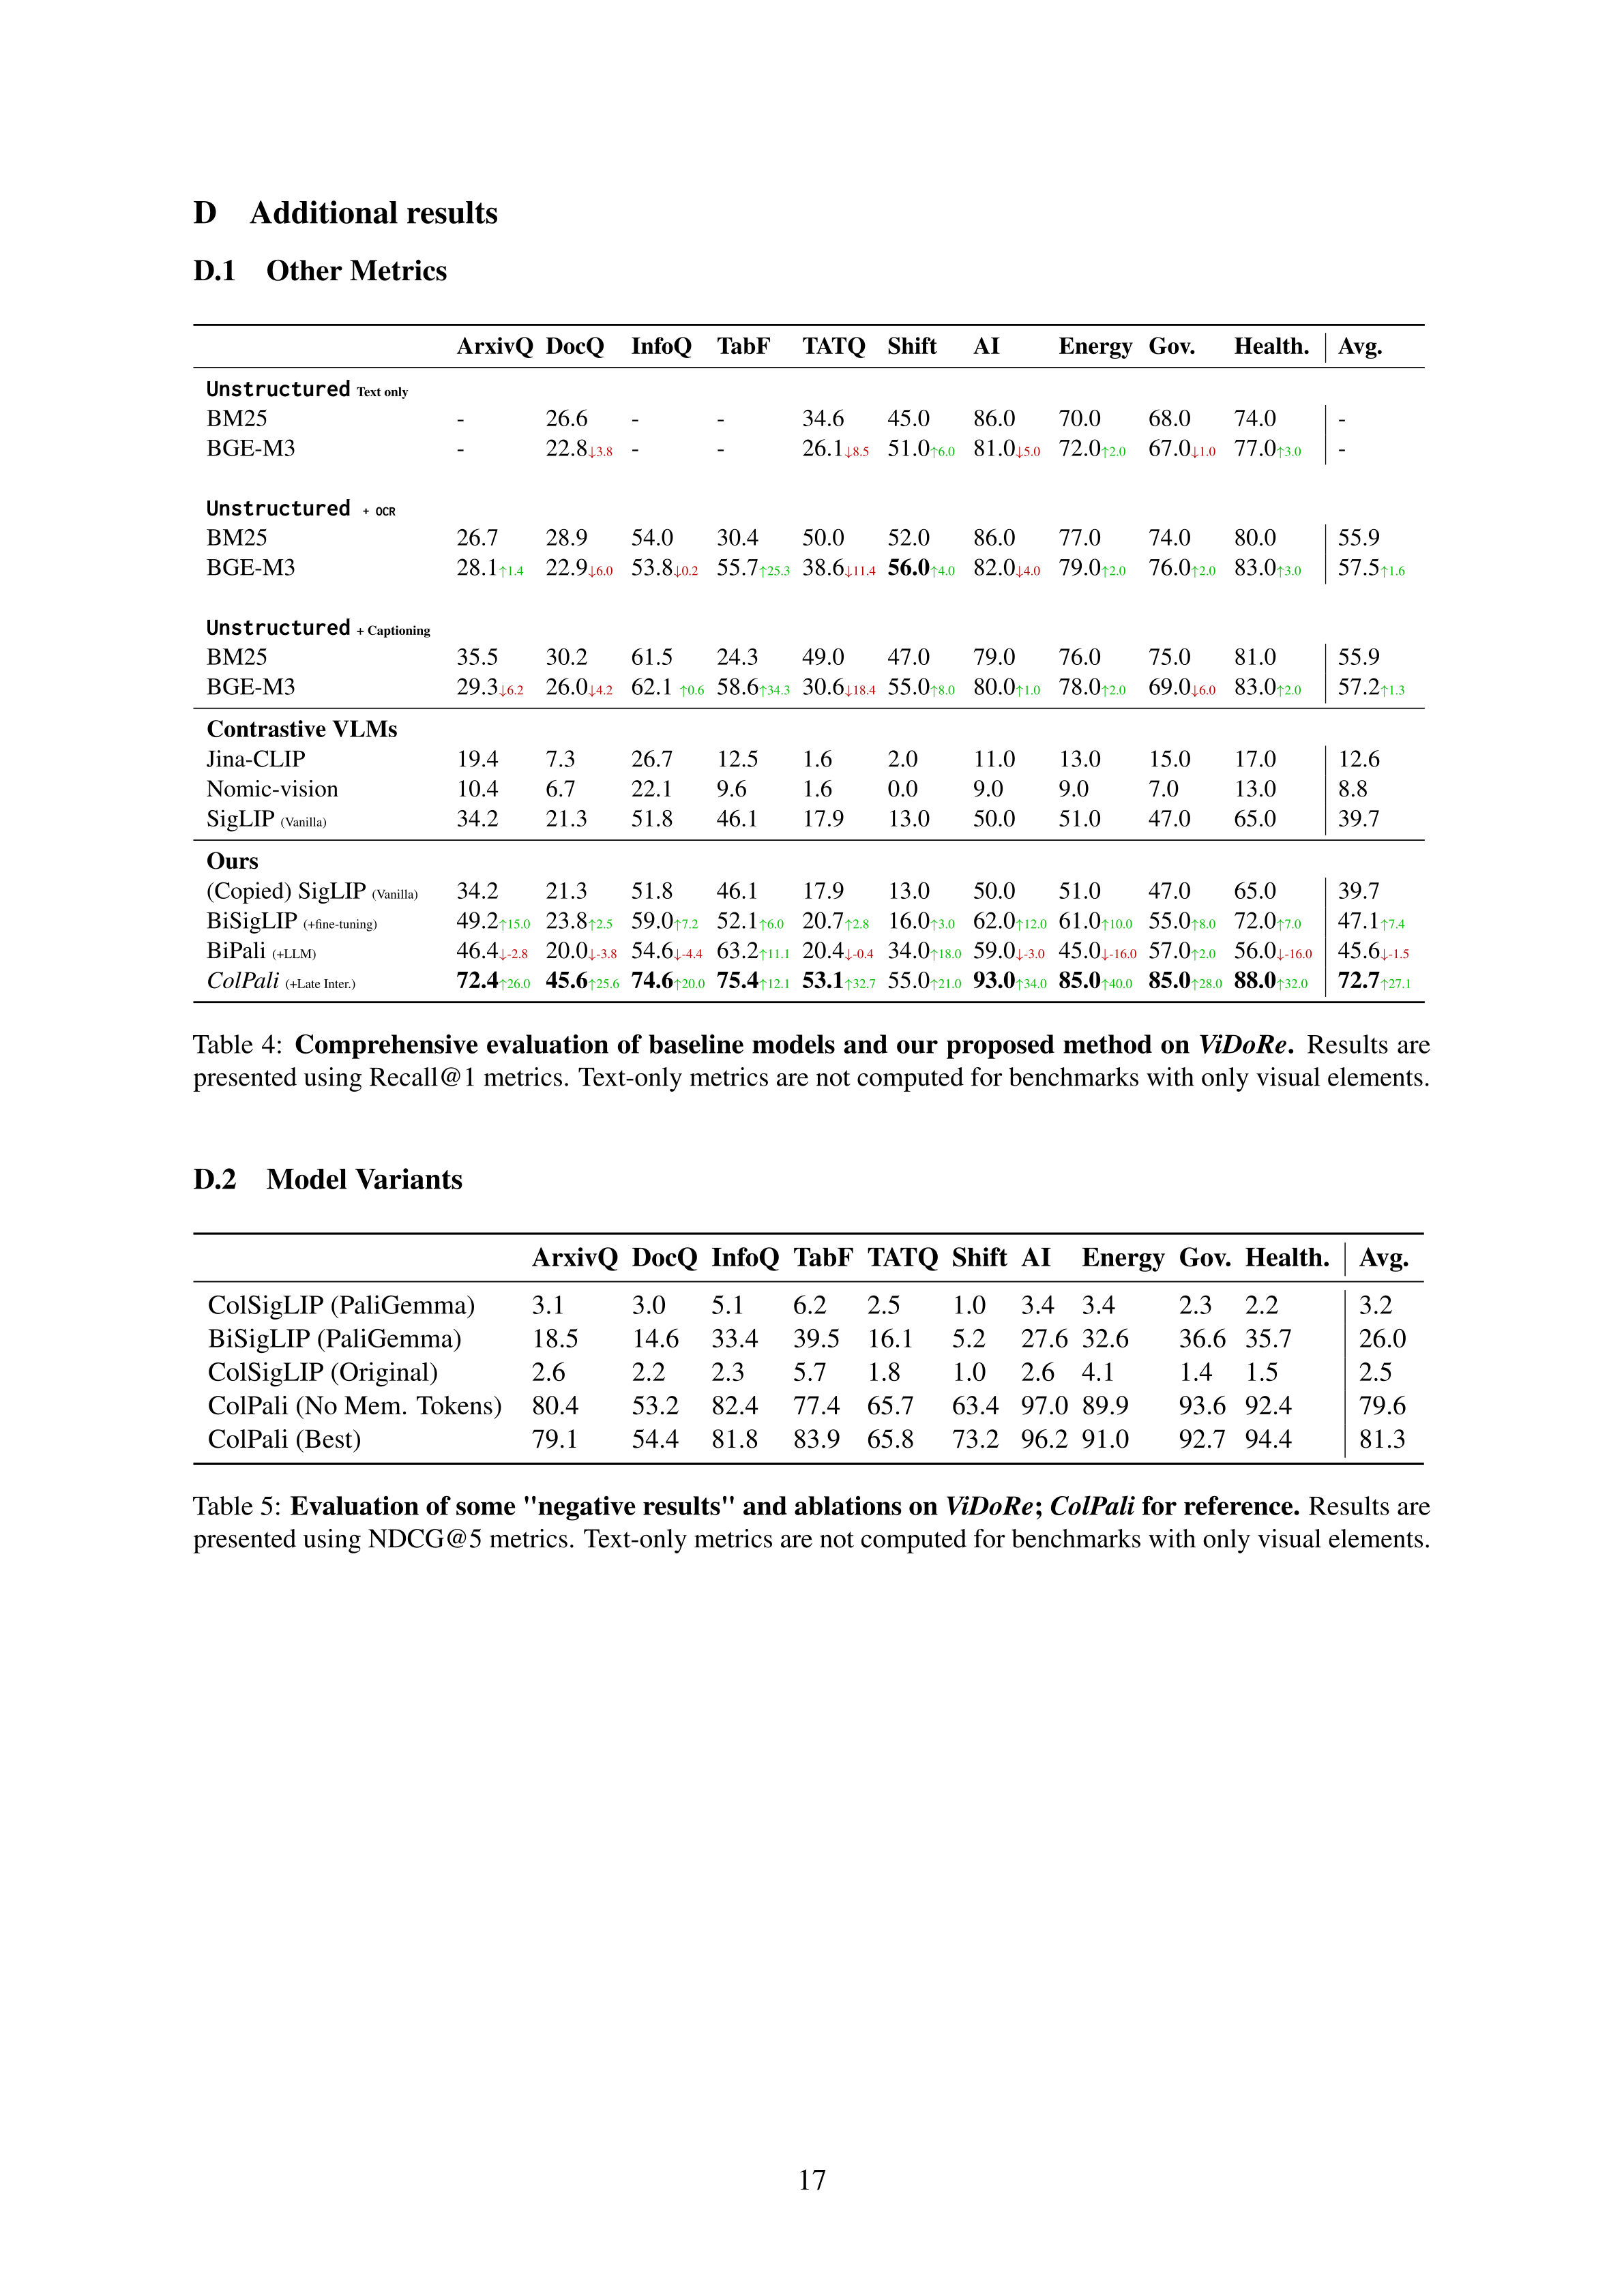 D Additional results
D.1 Other Metrics
ArxivQ DocQ InfoQ TabF TATQ Shift AI Energy Gov. Health. Avg.
Unstructured Text only
BM25 - 26.6 - - 34.6 45.0 86.0 70.0 68.0 74.0 -
BGE-M3 - 22.8↓3.8 - - 26.1↓8.5 51.0↑6.0 81.0↓5.0 72.0↑2.0 67.0↓1.0 77.0↑3.0 -
Unstructured + OCR
BM25 26.7 28.9 54.0 30.4 50.0 52.0 86.0 77.0 74.0 80.0 55.9
BGE-M3 28.1↑1.4 22.9↓6.0 53.8↓0.2 55.7↑25.3 38.6↓11.4 56.0↑4.0 82.0↓4.0 79.0↑2.0 76.0↑2.0 83.0↑3.0 57.5↑1.6
Unstructured + Captioning
BM25 35.5 30.2 61.5 24.3 49.0 47.0 79.0 76.0 75.0 81.0 55.9
BGE-M3 29.3↓6.2 26.0↓4.2 62.1 ↑0.6 58.6↑34.3 30.6↓18.4 55.0↑8.0 80.0↑1.0 78.0↑2.0 69.0↓6.0 83.0↑2.0 57.2↑1.3
Contrastive VLMs
Jina-CLIP 19.4 7.3 26.7 12.5 1.6 2.0 11.0 13.0 15.0 17.0 12.6
Nomic-vision 10.4 6.7 22.1 9.6 1.6 0.0 9.0 9.0 7.0 13.0 8.8
SigLIP (Vanilla) 34.2 21.3 51.8 46.1 17.9 13.0 50.0 51.0 47.0 65.0 39.7
Ours
(Copied) SigLIP (Vanilla) 34.2 21.3 51.8 46.1 17.9 13.0 50.0 51.0 47.0 65.0 39.7
BiSigLIP (+fine-tuning) 49.2↑15.0 23.8↑2.5 59.0↑7.2 52.1↑6.0 20.7↑2.8 16.0↑3.0 62.0↑12.0 61.0↑10.0 55.0↑8.0 72.0↑7.0 47.1↑7.4
BiPali (+LLM) 46.4↓-2.8 20.0↓-3.8 54.6↓-4.4 63.2↑11.1 20.4↓-0.4 34.0↑18.0 59.0↓-3.0 45.0↓-16.0 57.0↑2.0 56.0↓-16.0 45.6↓-1.5
ColPali (+Late Inter.) 72.4↑26.0 45.6↑25.6 74.6↑20.0 75.4↑12.1 53.1↑32.7 55.0↑21.0 93.0↑34.0 85.0↑40.0 85.0↑28.0 88.0↑32.0 72.7↑27.1
Table 4: Comprehensive evaluation of baseline models and our proposed method on ViDoRe. Results are
presented using Recall@1 metrics. Text-only metrics are not computed for benchmarks with only visual elements.
D.2 Model Variants
ArxivQ DocQ InfoQ TabF TATQ Shift AI Energy Gov. Health. Avg.
ColSigLIP (PaliGemma) 3.1 3.0 5.1 6.2 2.5 1.0 3.4 3.4 2.3 2.2 3.2
BiSigLIP (PaliGemma) 18.5 14.6 33.4 39.5 16.1 5.2 27.6 32.6 36.6 35.7 26.0
ColSigLIP (Original) 2.6 2.2 2.3 5.7 1.8 1.0 2.6 4.1 1.4 1.5 2.5
ColPali (No Mem. Tokens) 80.4 53.2 82.4 77.4 65.7 63.4 97.0 89.9 93.6 92.4 79.6
ColPali (Best) 79.1 54.4 81.8 83.9 65.8 73.2 96.2 91.0 92.7 94.4 81.3
Table 5: Evaluation of some "negative results" and ablations on ViDoRe; ColPali for reference. Results are
presented using NDCG@5 metrics. Text-only metrics are not computed for benchmarks with only visual elements.
17